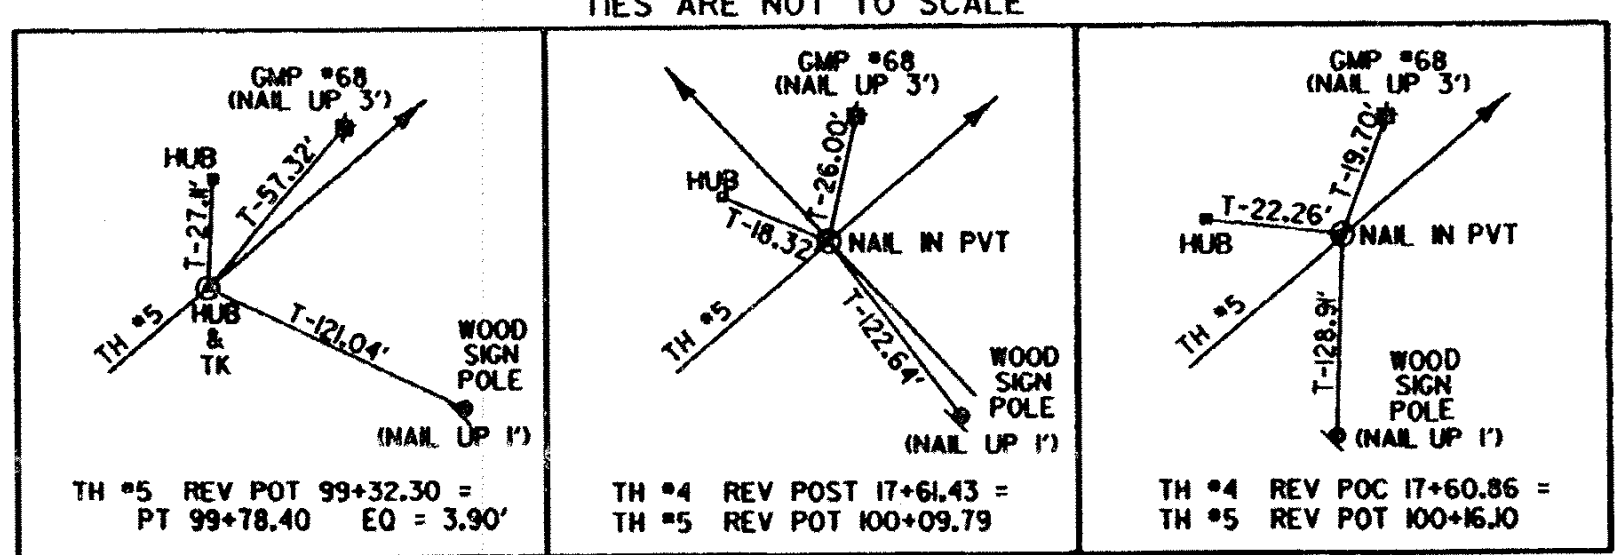 TIES ARE NOT TO SCALE
GMP #68
(NAIL UP 3')
HUB
T-57.32'
T-27.11'
HUB
&
TK
TH #5
T-121.04'
WOOD
SIGN
POLE
(NAIL UP 1')
TH #5 REV POT 99+32.30 =
PT 99+78.40 EQ = 3.90'
GMP #68
(NAIL UP 3')
HUB
T-26.00'
T-18.32'
NAIL IN PVT
TH #5
T-122.64'
WOOD
SIGN
POLE
(NAIL UP 1')
TH #4 REV POST 17+61.43 =
TH #5 REV POT 100+09.79
GMP #68
(NAIL UP 3')
T-19.70'
T-22.26'
HUB
NAIL IN PVT
TH #5
T-128.91'
WOOD
SIGN
POLE
(NAIL UP 1')
TH #4 REV POC 17+60.86 =
TH #5 REV POT 100+16.10